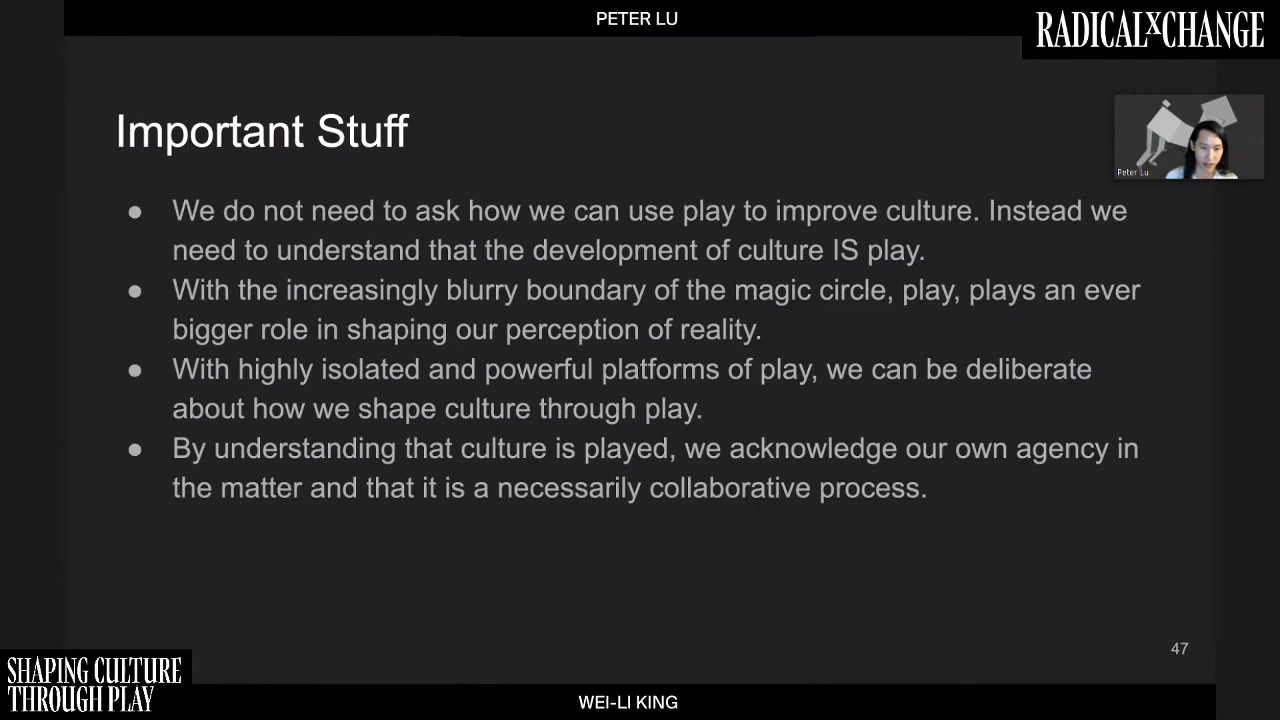 PETER LU
RADICALXCHANGE
Important Stuff
Peter Lu
● We do not need to ask how we can use play to improve culture. Instead we
need to understand that the development of culture IS play.
● With the increasingly blurry boundary of the magic circle, play, plays an ever
bigger role in shaping our perception of reality.
● With highly isolated and powerful platforms of play, we can be deliberate
about how we shape culture through play.
● By understanding that culture is played, we acknowledge our own agency in
the matter and that it is a necessarily collaborative process.
47
SHAPING CULTURE
THROUGH PLAY
WEI-LI KING